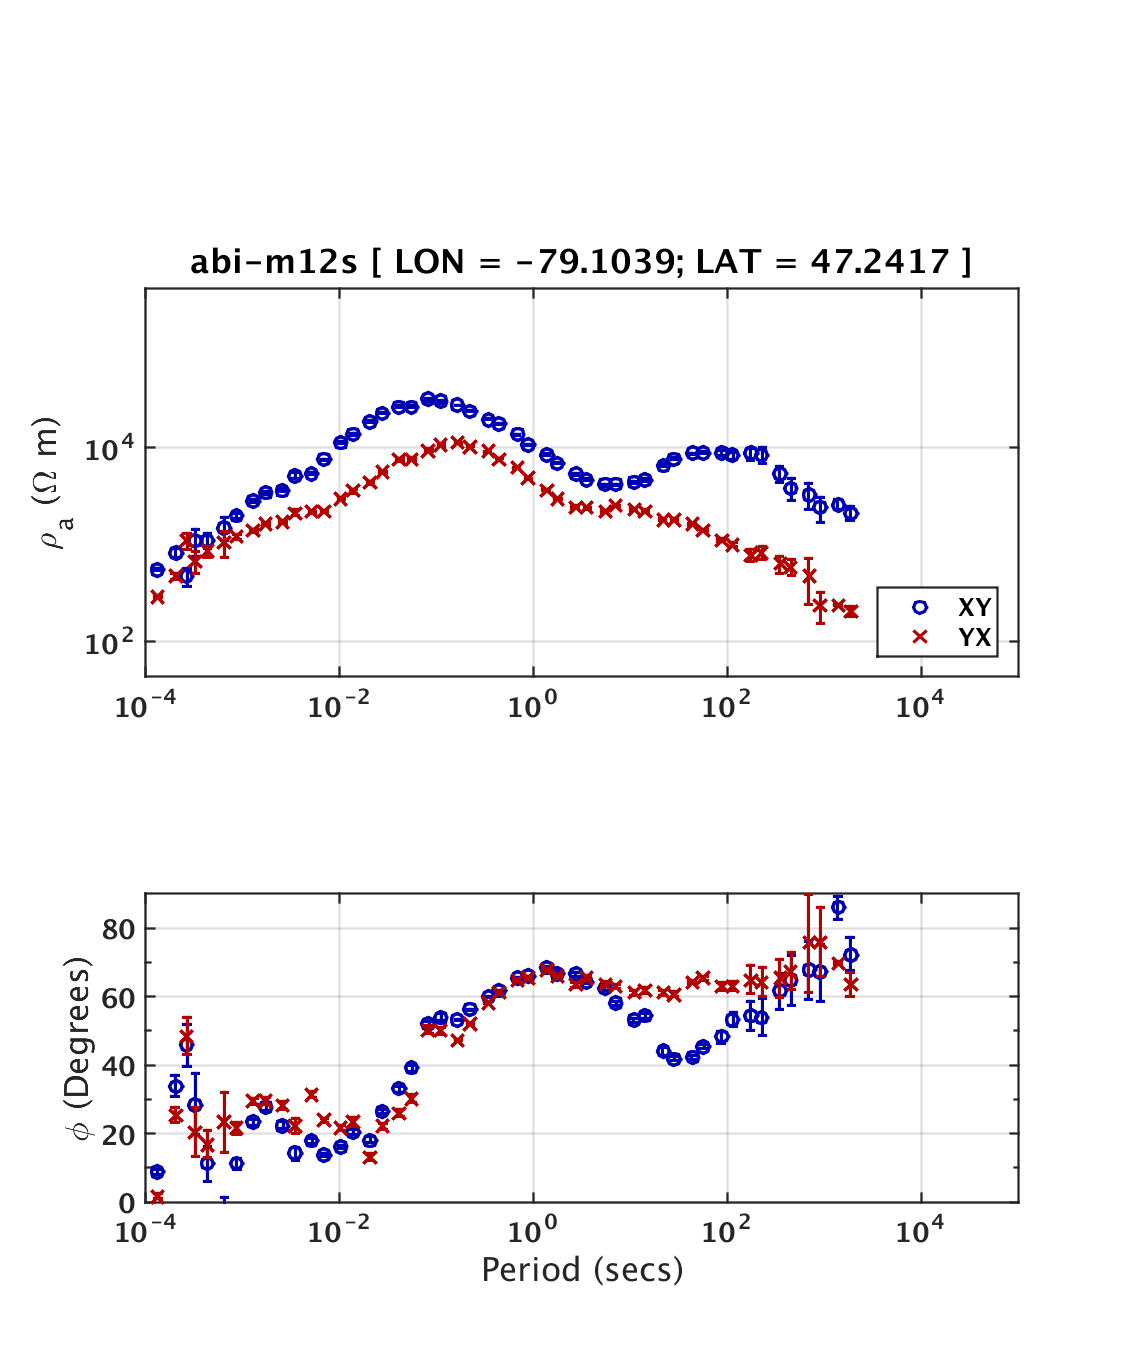 abi-m12s [ LON = -79.1039; LAT = 47.2417 ]
ρa (Ω m)
10^4
10^2
XY
YX
10^-4 10^-2 10^0 10^2 10^4
ϕ (Degrees)
80
60
40
20
0
10^-4 10^-2 10^0 10^2 10^4
Period (secs)